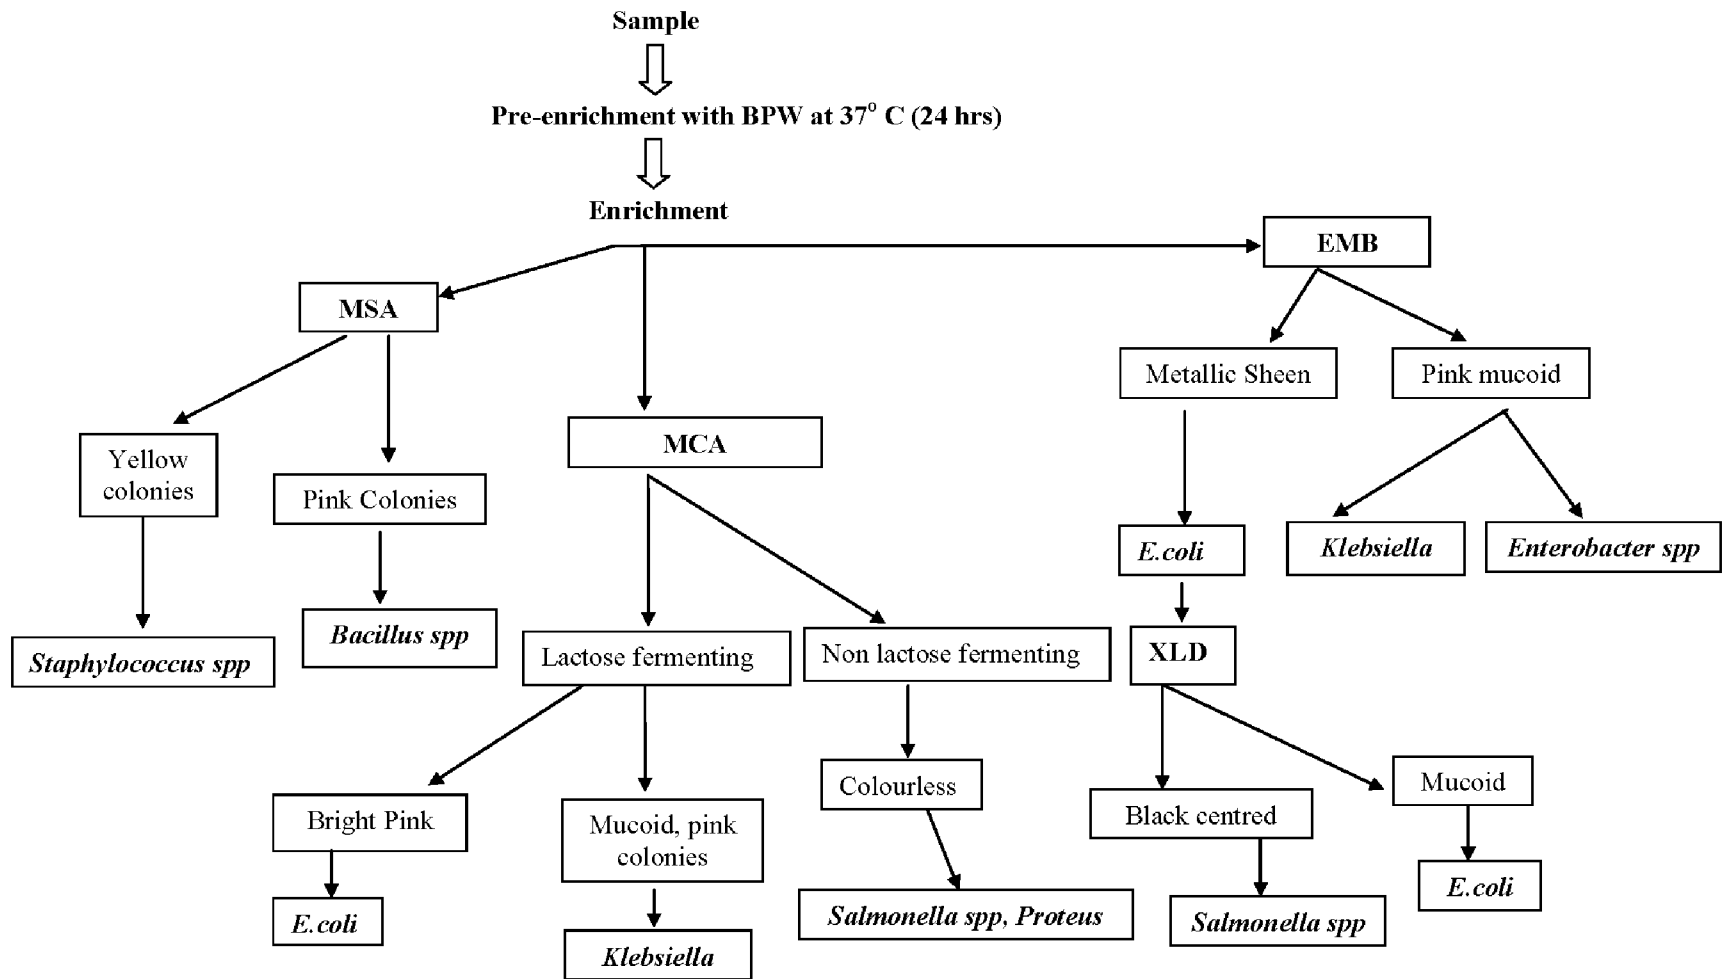 Sample
Pre-enrichment with BPW at 37° C (24 hrs)
Enrichment
EMB
MSA
Metallic Sheen
Pink mucoid
MCA
Yellow
colonies
Pink Colonies
E.coli
Klebsiella
Enterobacter spp
Staphylococcus spp
Bacillus spp
Lactose fermenting
Non lactose fermenting
XLD
Bright Pink
Mucoid, pink
colonies
Colourless
Black centred
Mucoid
E.coli
Klebsiella
Salmonella spp, Proteus
Salmonella spp
E.coli